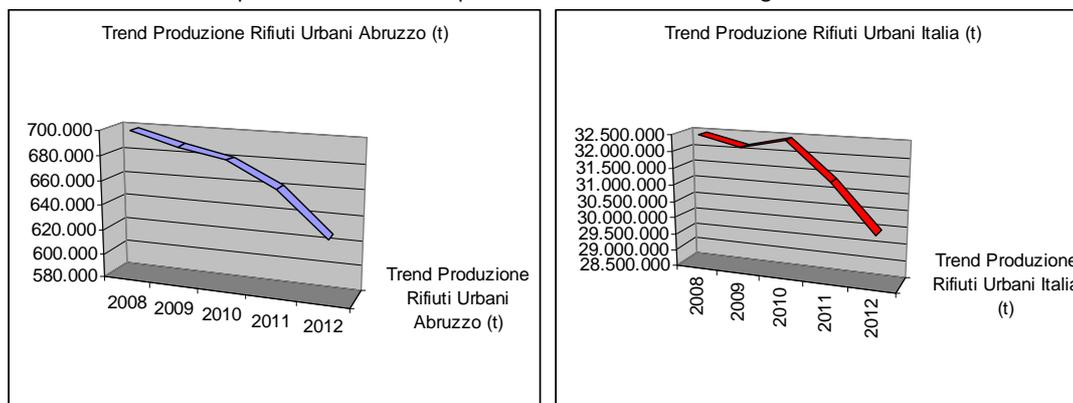 Trend Produzione Rifiuti Urbani Abruzzo (t)
700.000
680.000
660.000
640.000
620.000
600.000
580.000
2008 2009 2010 2011 2012
Trend Produzione
Rifiuti Urbani
Abruzzo (t)
Trend Produzione Rifiuti Urbani Italia (t)
32.500.000
32.000.000
31.500.000
31.000.000
30.500.000
30.000.000
29.500.000
29.000.000
28.500.000
2008 2009 2010 2011 2012
Trend Produzione
Rifiuti Urbani Italia
(t)